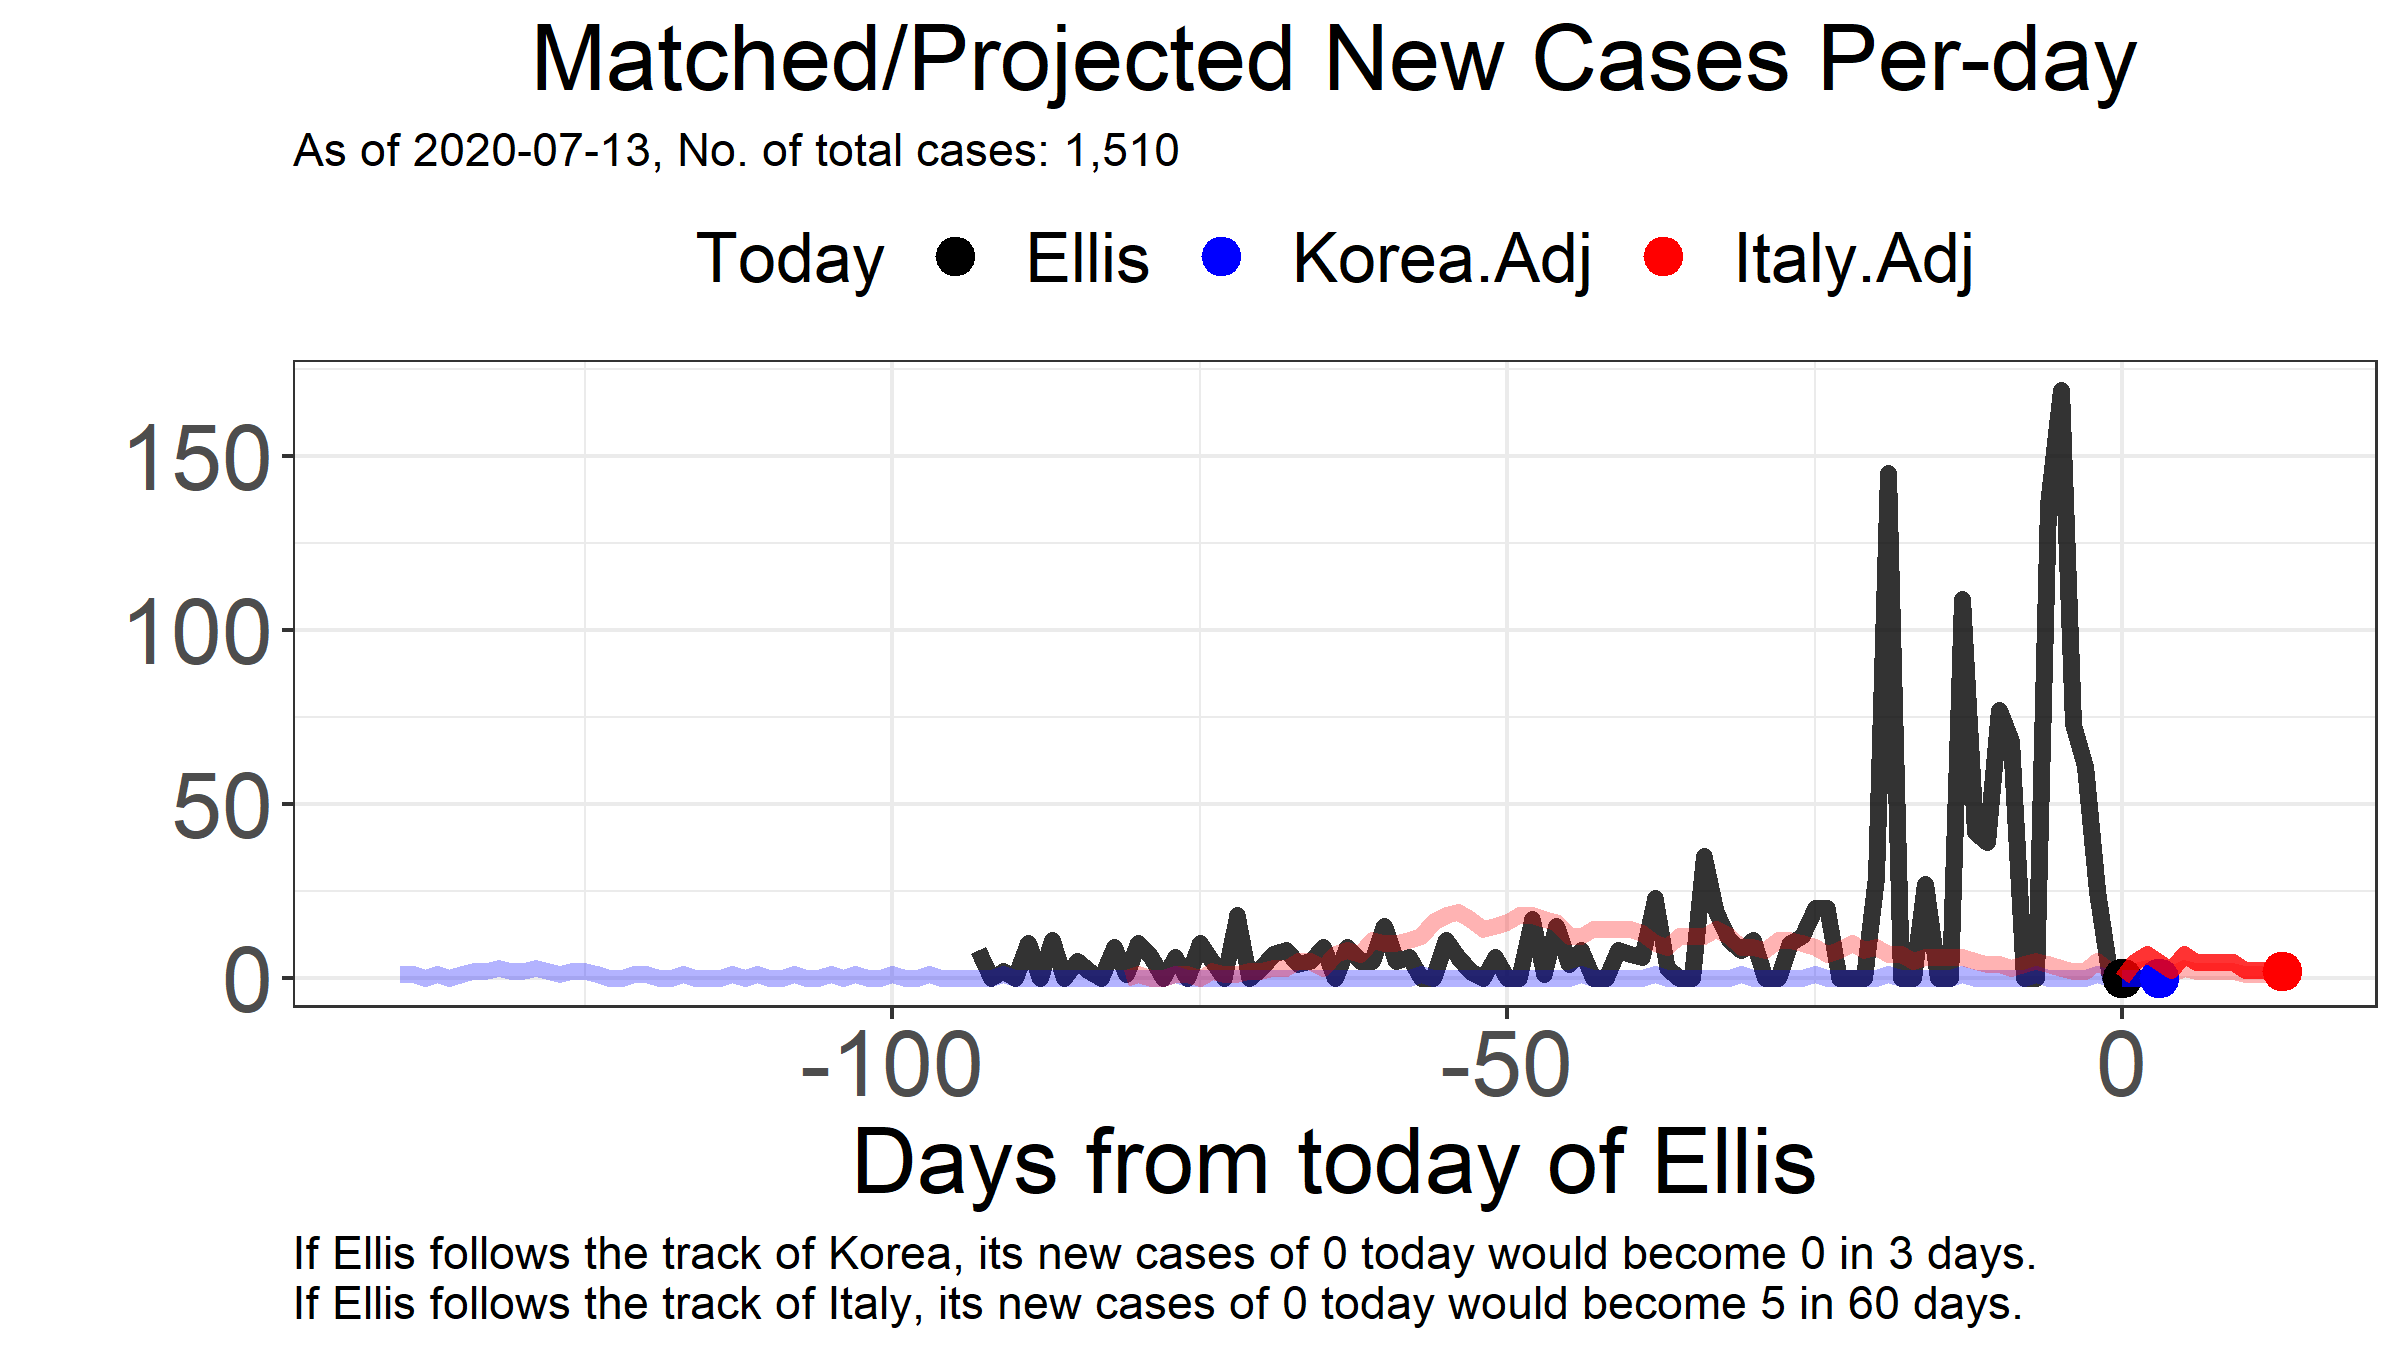 Matched/Projected New Cases Per-day
As of 2020-07-13, No. of total cases: 1,510
Today Ellis Korea.Adj Italy.Adj
150
100
50
0
-100 -50 0
Days from today of Ellis
If Ellis follows the track of Korea, its new cases of 0 today would become 0 in 3 days.
If Ellis follows the track of Italy, its new cases of 0 today would become 5 in 60 days.